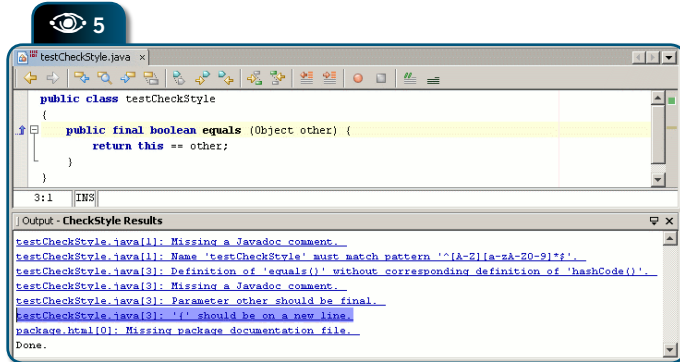 5
testCheckStyle.java x
public class testCheckStyle
{
public final boolean equals (Object other) {
return this == other;
}
}
3:1 INS
Output - CheckStyle Results
testCheckStyle.java[1]: Missing a Javadoc comment.
testCheckStyle.java[1]: Name 'testCheckStyle' must match pattern '^[A-Z][a-zA-Z0-9]*$'.
testCheckStyle.java[3]: Definition of 'equals()' without corresponding definition of 'hashCode()'.
testCheckStyle.java[3]: Missing a Javadoc comment.
testCheckStyle.java[3]: Parameter other should be final.
testCheckStyle.java[3]: '{' should be on a new line.
package.html[0]: Missing package documentation file.
Done.